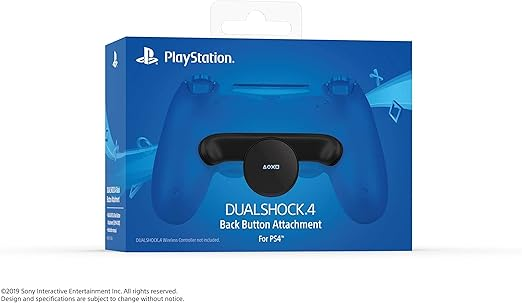 PlayStation.
DUALSHOCK.4
Back Button Attachment
For PS4™
DUALSHOCK.4 Wireless Controller not included.
©2019 Sony Interactive Entertainment Inc. All rights reserved.
Design and specifications are subject to change without notice.